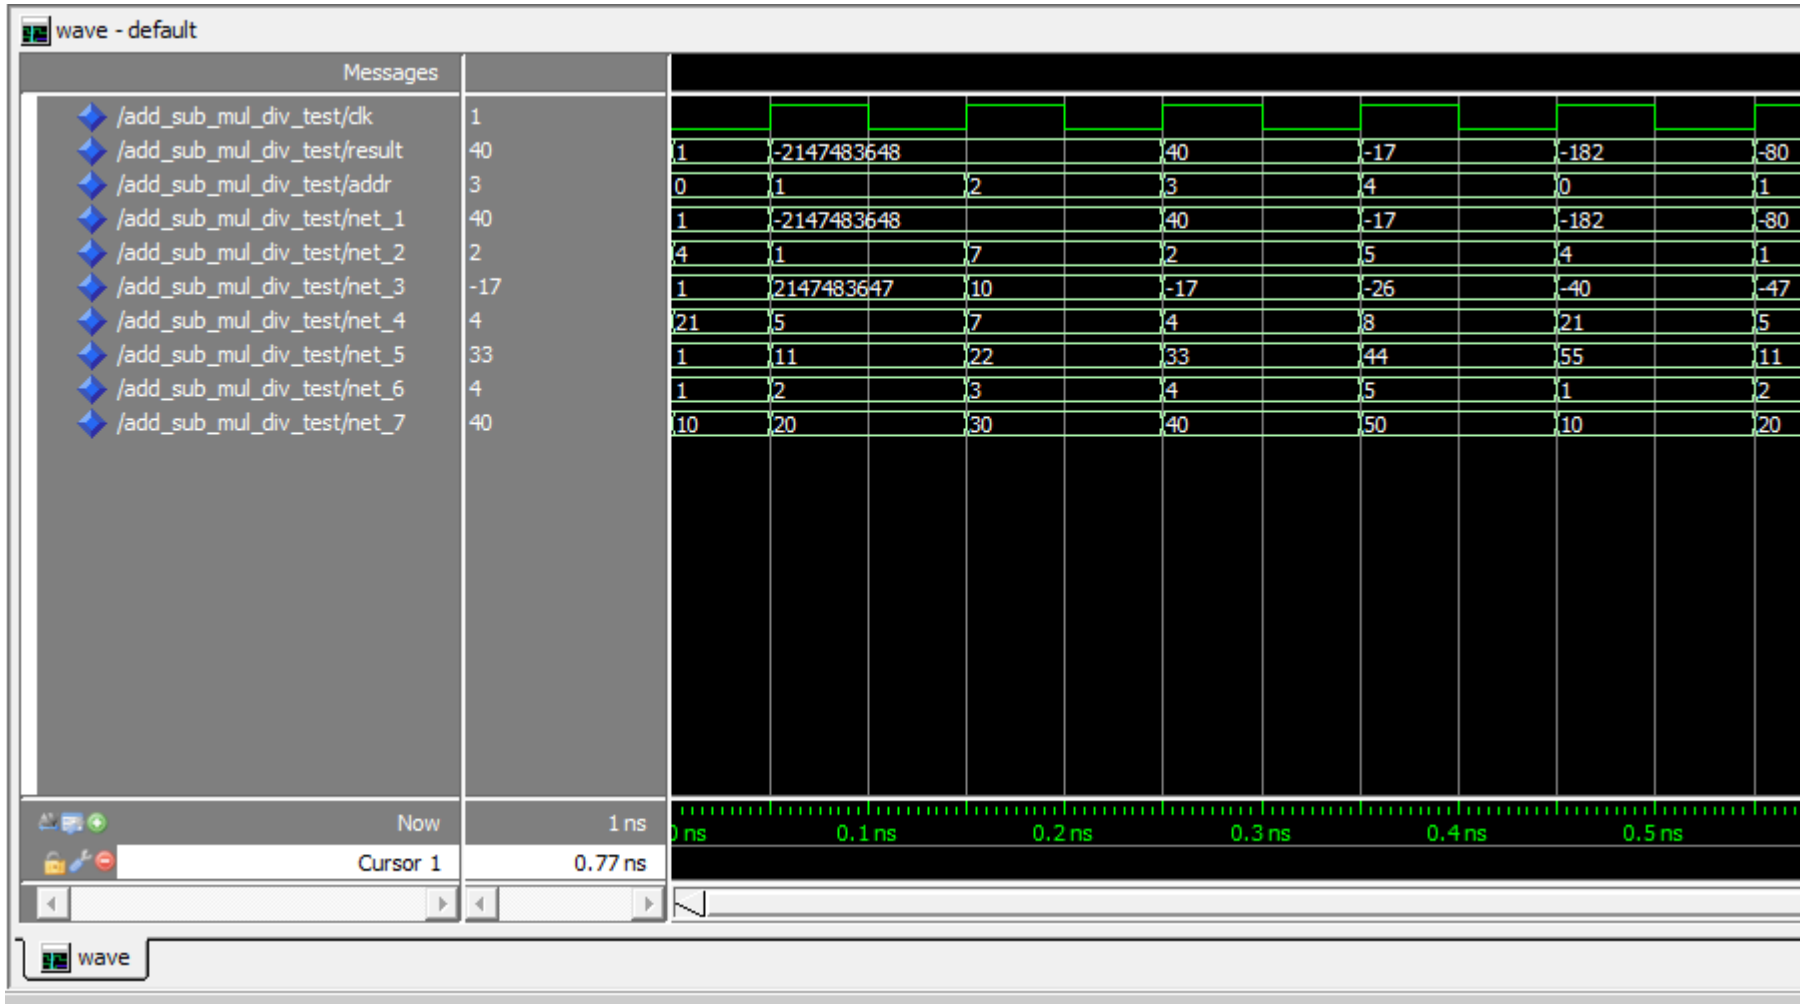 wave - default
Messages
/add_sub_mul_div_test/clk 1
/add_sub_mul_div_test/result 40 1 -2147483648 40 -17 -182 -80
/add_sub_mul_div_test/addr 3 0 1 2 3 4 0 1
/add_sub_mul_div_test/net_1 40 1 -2147483648 40 -17 -182 -80
/add_sub_mul_div_test/net_2 2 4 1 7 2 5 4 1
/add_sub_mul_div_test/net_3 -17 1 2147483647 10 -17 -26 -40 -47
/add_sub_mul_div_test/net_4 4 21 5 7 4 8 21 5
/add_sub_mul_div_test/net_5 33 1 11 22 33 44 55 11
/add_sub_mul_div_test/net_6 4 1 2 3 4 5 1 2
/add_sub_mul_div_test/net_7 40 10 20 30 40 50 10 20
Now 1 ns
ns 0.1 ns 0.2 ns 0.3 ns 0.4 ns 0.5 ns
Cursor 1 0.77 ns
wave